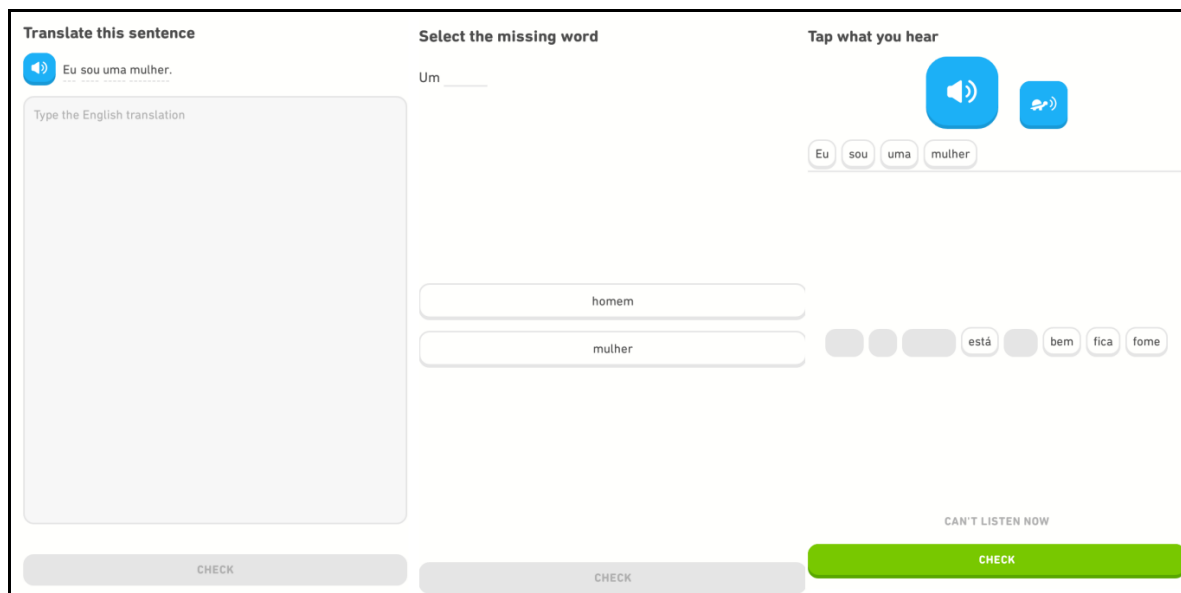 Translate this sentence
Eu sou uma mulher.
Type the English translation
CHECK
Select the missing word
Um
homem
mulher
CHECK
Tap what you hear
Eu sou uma mulher
está bem fica fome
CAN'T LISTEN NOW
CHECK